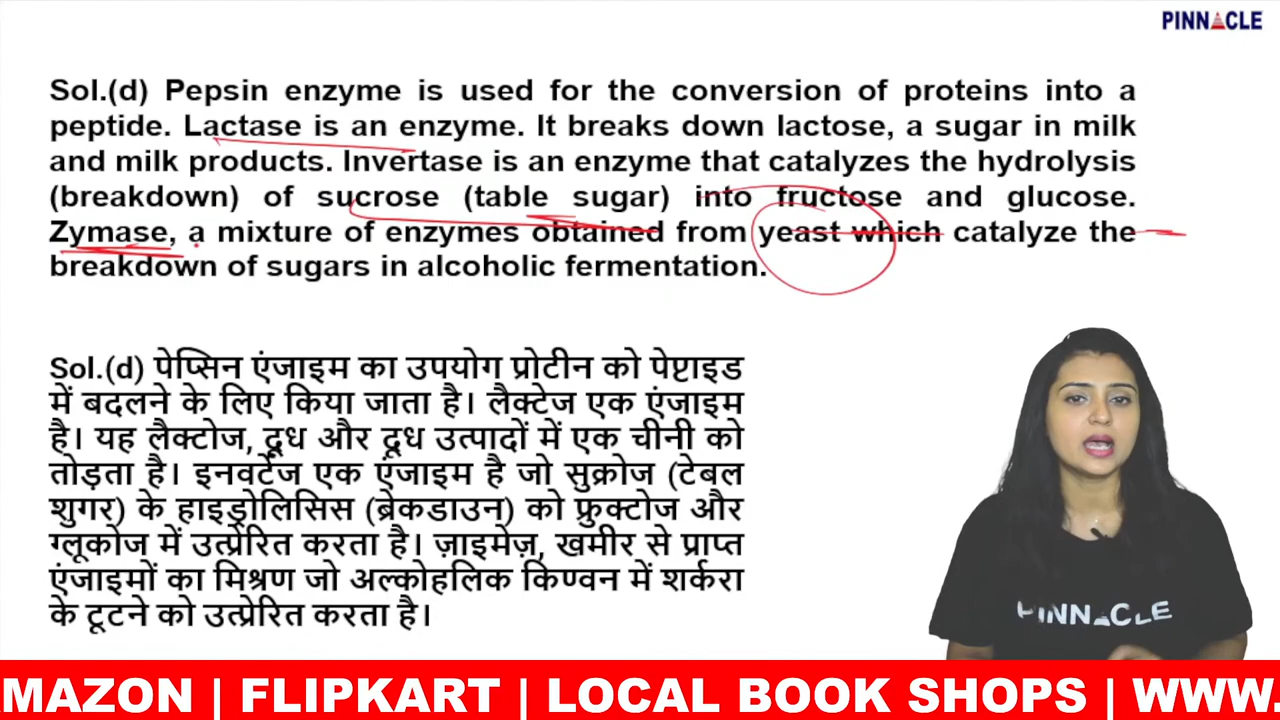 PINNACLE
Sol.(d) Pepsin enzyme is used for the conversion of proteins into a
peptide. Lactase is an enzyme. It breaks down lactose, a sugar in milk
and milk products. Invertase is an enzyme that catalyzes the hydrolysis
(breakdown) of sucrose (table sugar) into fructose and glucose.
Zymase, a mixture of enzymes obtained from yeast which catalyze the
breakdown of sugars in alcoholic fermentation.
Sol.(d) पेप्सिन एंजाइम का उपयोग प्रोटीन को पेप्टाइड
में बदलने के लिए किया जाता है। लैक्टेज एक एंजाइम
है। यह लैक्टोज, दूध और दूध उत्पादों में एक चीनी को
तोड़ता है। इनवर्टेज एक एंजाइम है जो सुक्रोज (टेबल
शुगर) के हाइड्रोलिसिस (ब्रेकडाउन) को फ्रुक्टोज और
ग्लूकोज में उत्प्रेरित करता है। ज़ाइमेज़, खमीर से प्राप्त
एंजाइमों का मिश्रण जो अल्कोहलिक किण्वन में शर्करा
के टूटने को उत्प्रेरित करता है।
PINNACLE
MAZON | FLIPKART | LOCAL BOOK SHOPS | WWW.